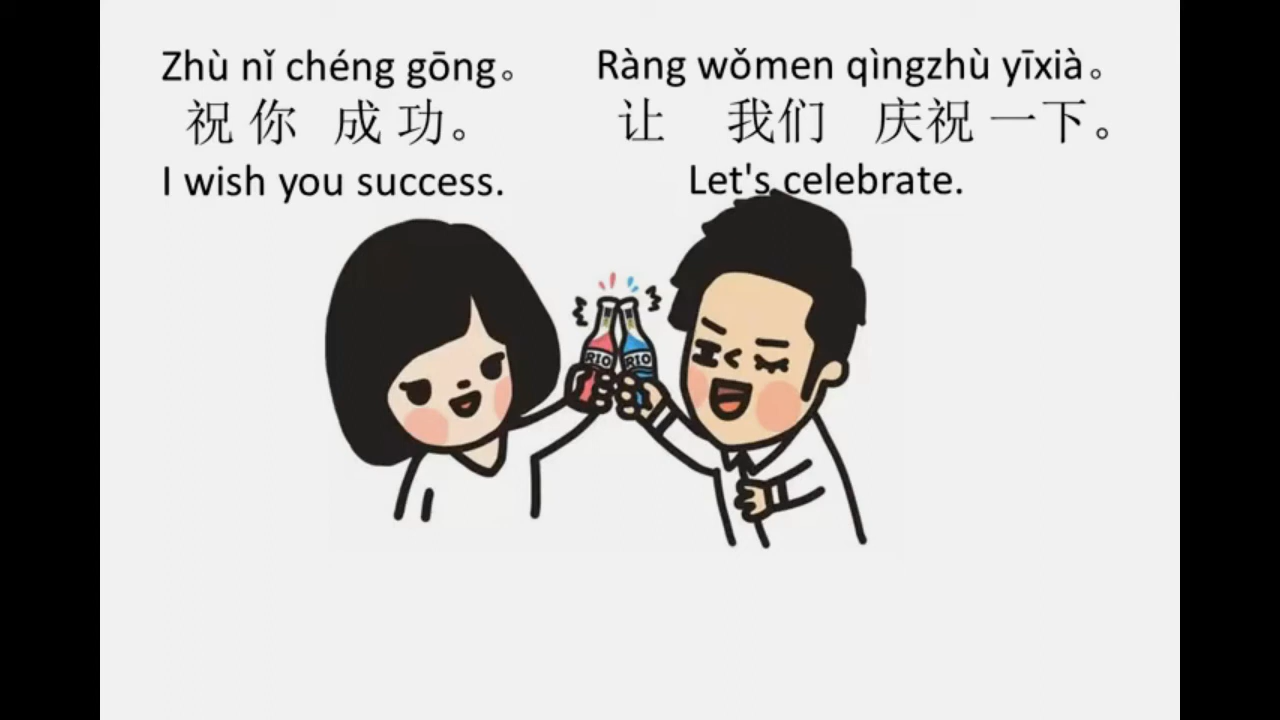 Zhù nǐ chéng gōng。
祝 你 成 功。
I wish you success.
Ràng wǒmen qìngzhù yīxià。
让 我们 庆祝 一下。
Let's celebrate.
RIO
RIO